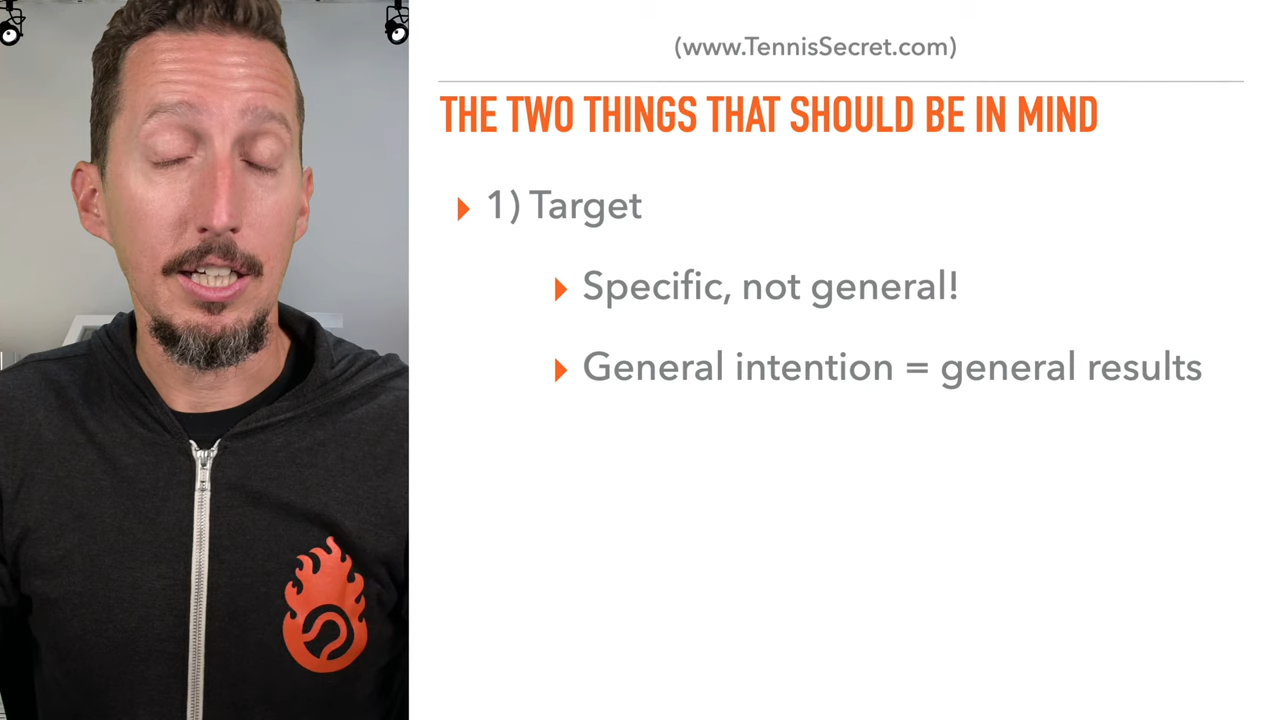 (www.TennisSecret.com)
THE TWO THINGS THAT SHOULD BE IN MIND
1) Target
Specific, not general!
General intention = general results